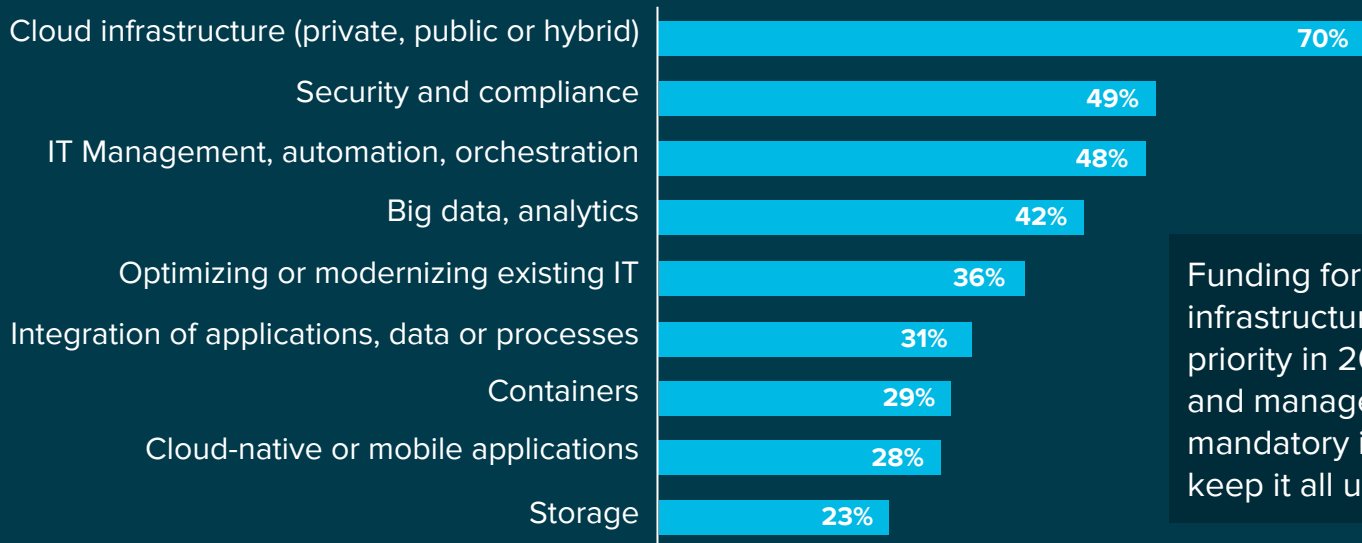 Cloud infrastructure (private, public or hybrid)
70%
Security and compliance
49%
IT Management, automation, orchestration
48%
Big data, analytics
42%
Optimizing or modernizing existing IT
36%
Integration of applications, data or processes
31%
Containers
29%
Cloud-native or mobile applications
28%
Storage
23%
Funding for
priority in
and
mandatory
keep it all